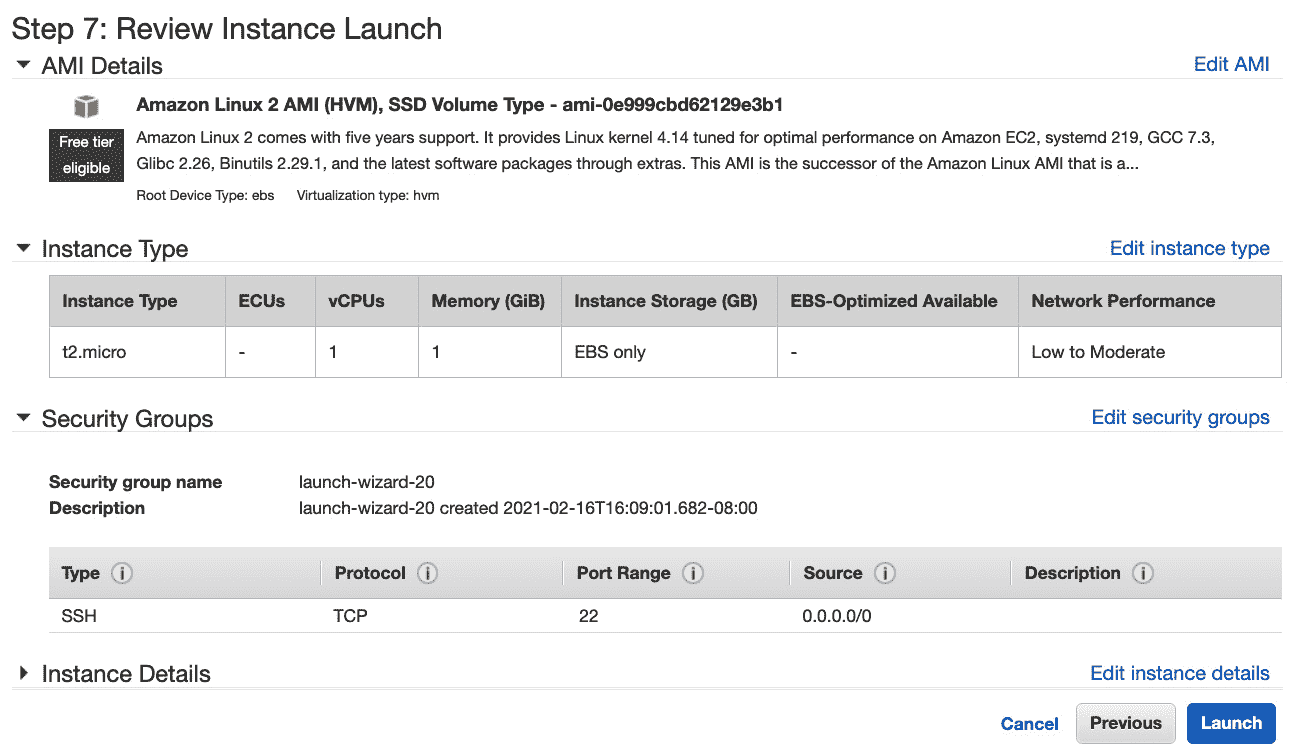 Step 7: Review Instance Launch
AMI Details Edit AMI
Amazon Linux 2 AMI (HVM), SSD Volume Type - ami-0e999cbd62129e3b1
Free tier eligible
Amazon Linux 2 comes with five years support. It provides Linux kernel 4.14 tuned for optimal performance on Amazon EC2, systemd 219, GCC 7.3,
Glibc 2.26, Binutils 2.29.1, and the latest software packages through extras. This AMI is the successor of the Amazon Linux AMI that is a...
Root Device Type: ebs Virtualization type: hvm
Instance Type Edit instance type
Instance Type ECUs vCPUs Memory (GiB) Instance Storage (GB) EBS-Optimized Available Network Performance
t2.micro - 1 1 EBS only - Low to Moderate
Security Groups Edit security groups
Security group name launch-wizard-20
Description launch-wizard-20 created 2021-02-16T16:09:01.682-08:00
Type i Protocol i Port Range i Source i Description i
SSH TCP 22 0.0.0.0/0
Instance Details Edit instance details
Cancel Previous Launch